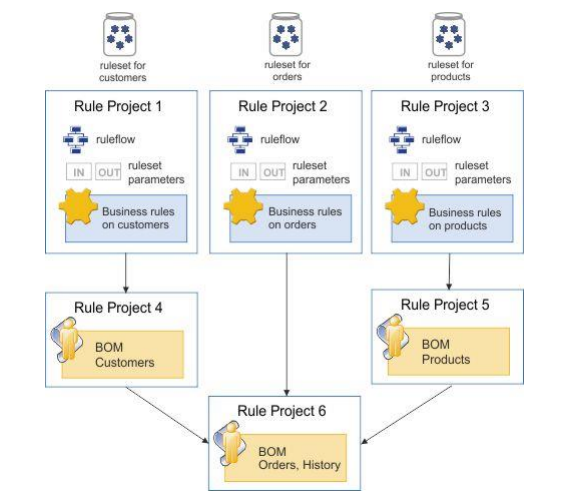 ruleset for
customers
ruleset for
orders
ruleset for
products
Rule Project 1
ruleflow
IN OUT
ruleset
parameters
Business rules
on customers
Rule Project 2
ruleflow
IN OUT
ruleset
parameters
Business rules
on orders
Rule Project 3
ruleflow
IN OUT
ruleset
parameters
Business rules
on products
Rule Project 4
BOM
Customers
Rule Project 5
BOM
Products
Rule Project 6
BOM
Orders, History